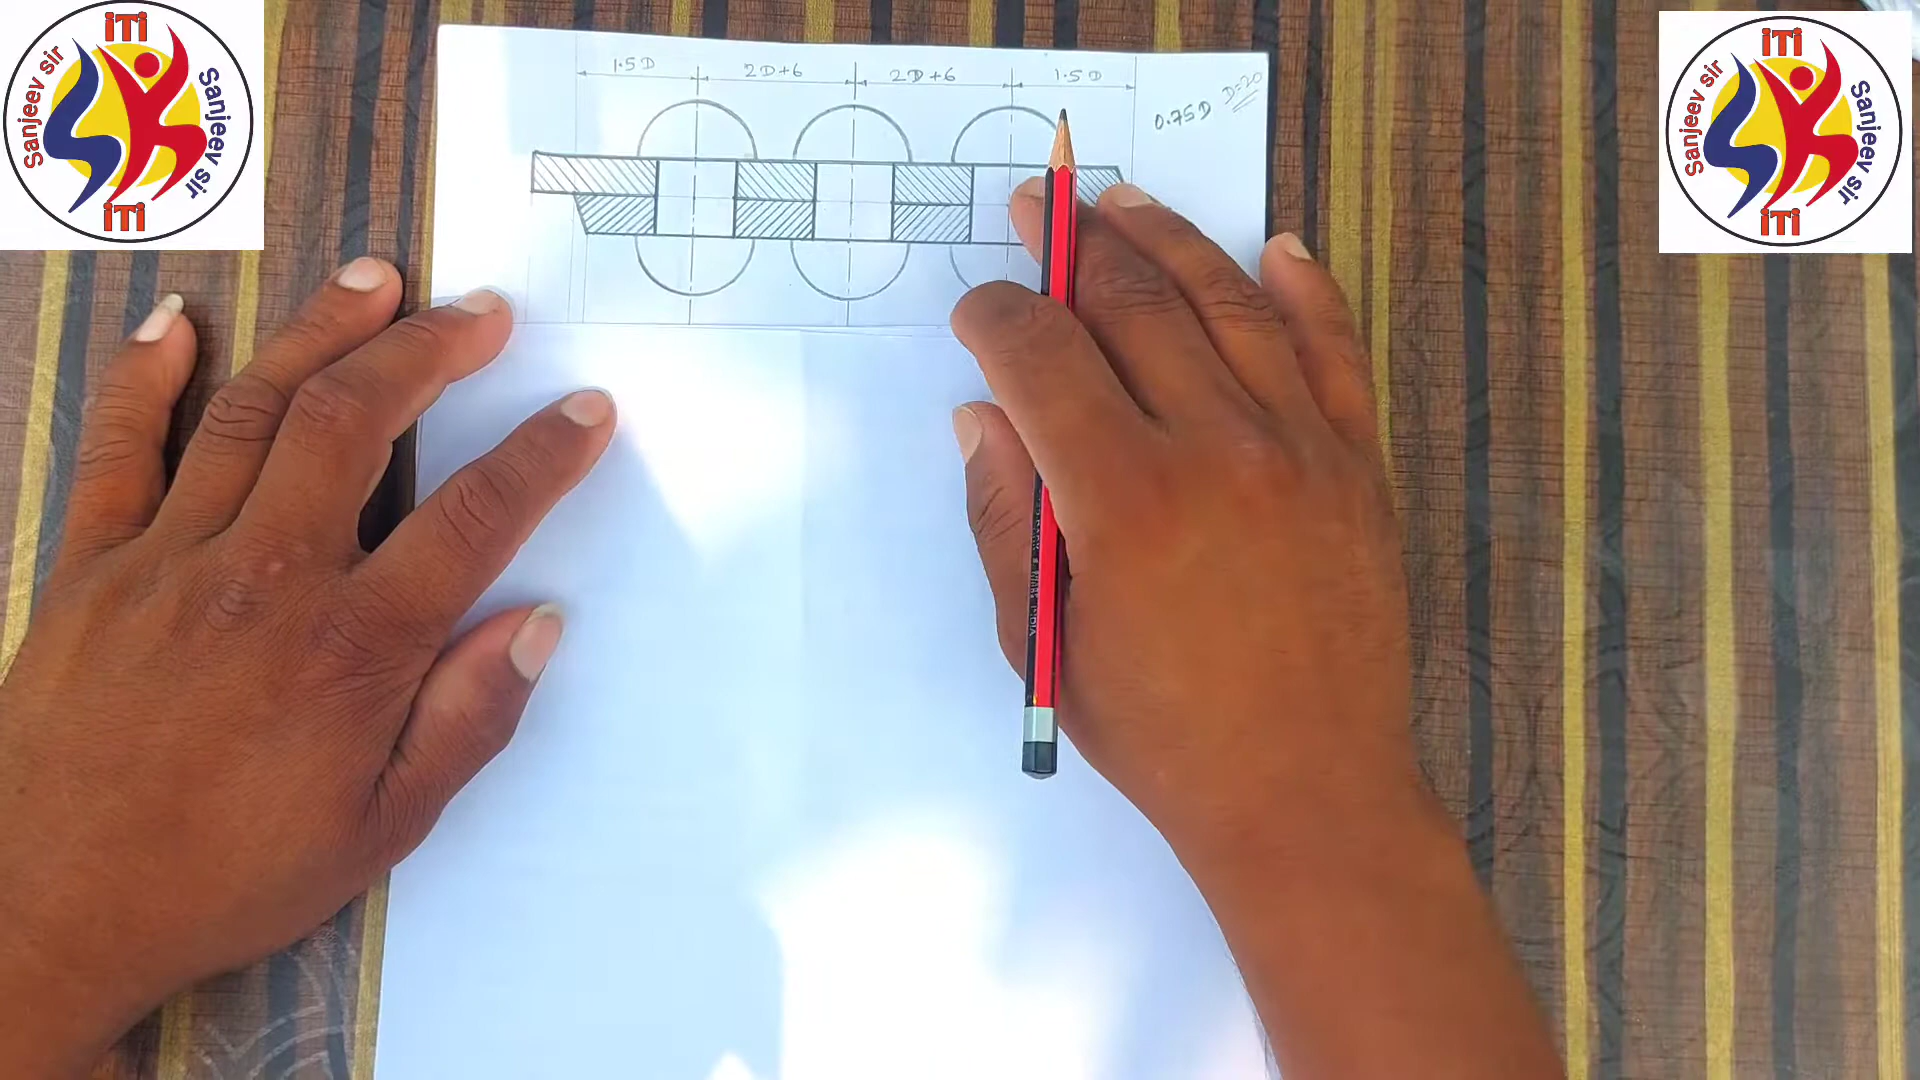 iTi
Sanjeev sir
Sanjeev sir
iTi
1.5D
2D+6
2D+6
1.5D
0.75D
D=20
iTi
Sanjeev sir
Sanjeev sir
iTi